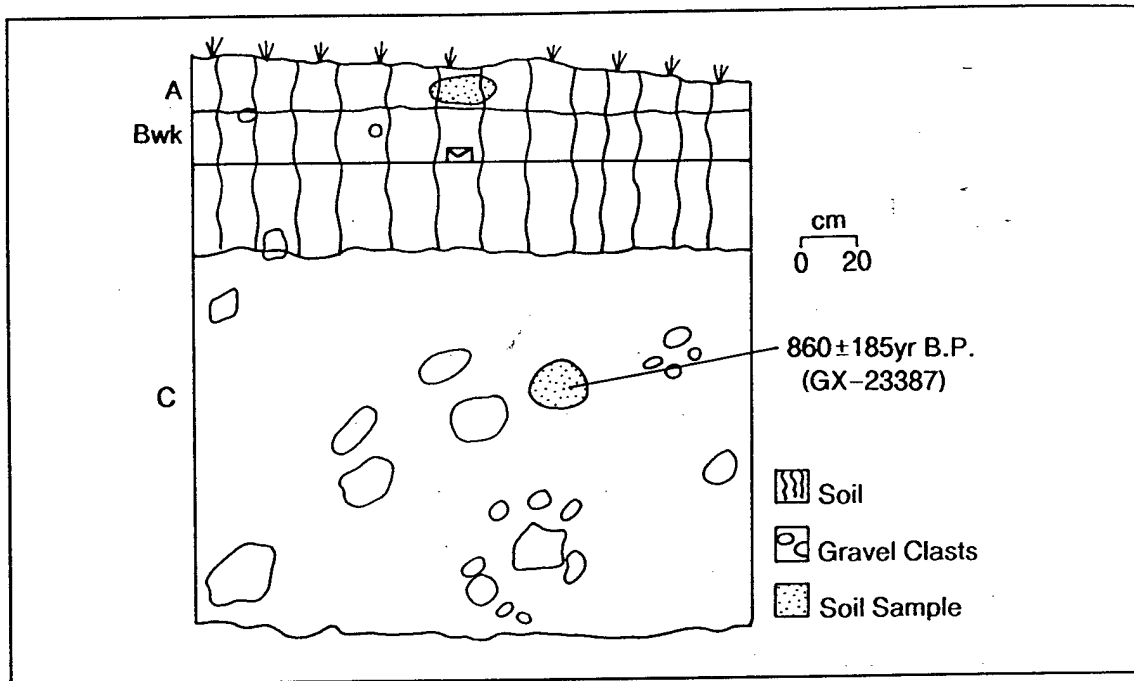 A
Bwk
cm
0 20
860±185yr B.P.
(GX-23387)
C
Soil
Gravel Clasts
Soil Sample